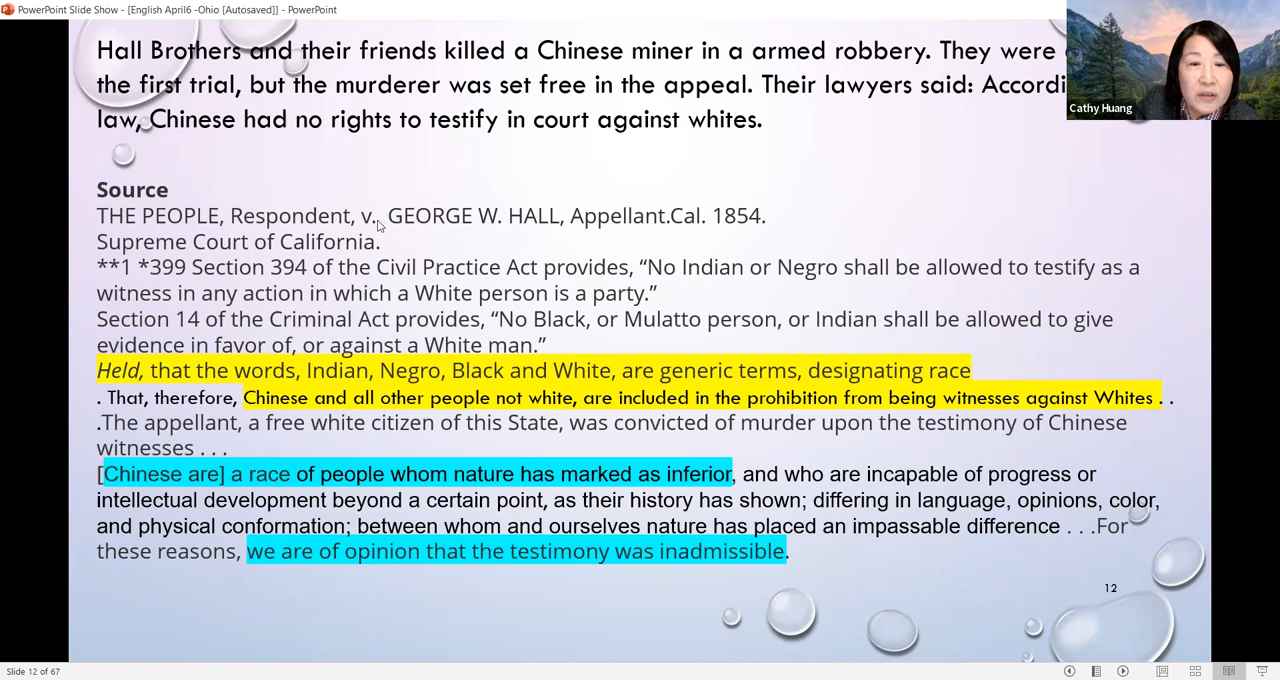 PowerPoint Slide Show - [English April6 -Ohio [Autosaved]] - PowerPoint
Hall Brothers and their friends killed a Chinese miner in a armed robbery. They were
the first trial, but the murderer was set free in the appeal. Their lawyers said: Accordi
law, Chinese had no rights to testify in court against whites.
Cathy Huang
Source
THE PEOPLE, Respondent, v. GEORGE W. HALL, Appellant.Cal. 1854.
Supreme Court of California.
**1 *399 Section 394 of the Civil Practice Act provides, “No Indian or Negro shall be allowed to testify as a
witness in any action in which a White person is a party.”
Section 14 of the Criminal Act provides, “No Black, or Mulatto person, or Indian shall be allowed to give
evidence in favor of, or against a White man.”
Held, that the words, Indian, Negro, Black and White, are generic terms, designating race
. That, therefore, Chinese and all other people not white, are included in the prohibition from being witnesses against Whites . .
.The appellant, a free white citizen of this State, was convicted of murder upon the testimony of Chinese
witnesses . . .
[Chinese are] a race of people whom nature has marked as inferior, and who are incapable of progress or
intellectual development beyond a certain point, as their history has shown; differing in language, opinions, color,
and physical conformation; between whom and ourselves nature has placed an impassable difference . . .For
these reasons, we are of opinion that the testimony was inadmissible.
12
Slide 12 of 67